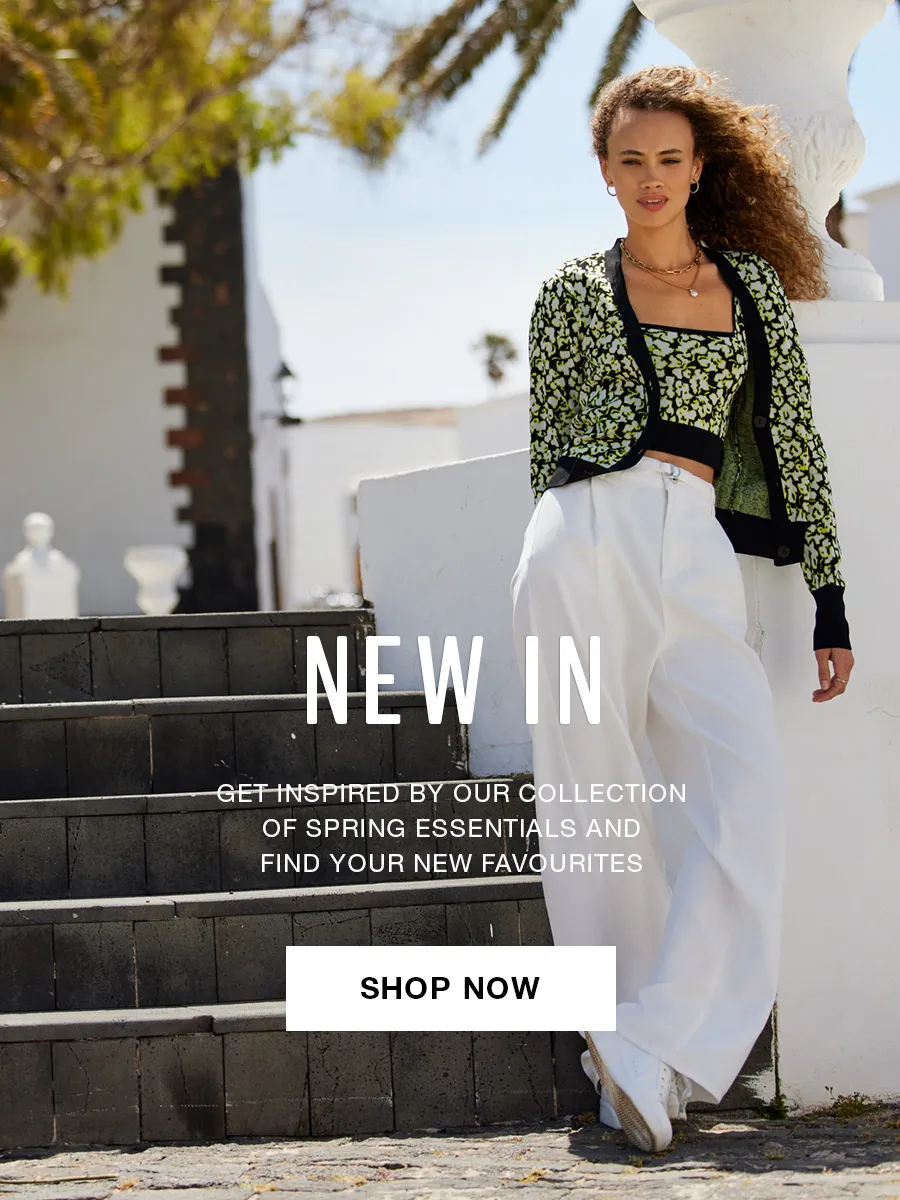 NEW IN
GET INSPIRED BY OUR COLLECTION
OF SPRING ESSENTIALS AND
FIND YOUR NEW FAVOURITES
SHOP NOW